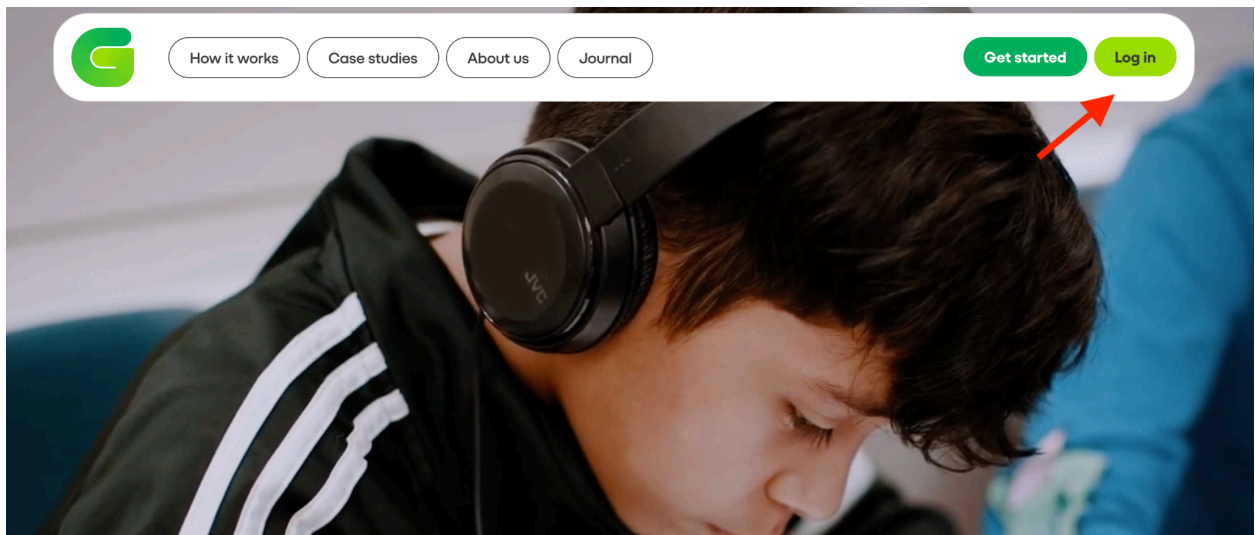 How it works
Case studies
About us
Journal
Get started
Log in
JVC